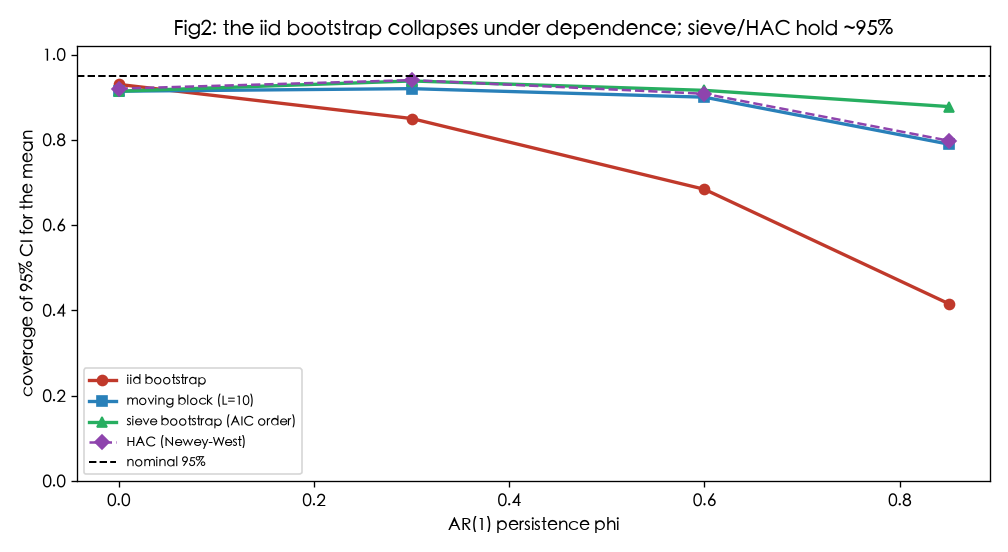 Fig2: the iid bootstrap collapses under dependence; sieve/HAC hold ~95%
coverage of 95% CI for the mean
1.0
0.8
0.6
0.4
0.2
0.0
iid bootstrap
moving block (L=10)
sieve bootstrap (AIC order)
HAC (Newey-West)
nominal 95%
0.0 0.2 0.4 0.6 0.8
AR(1) persistence phi